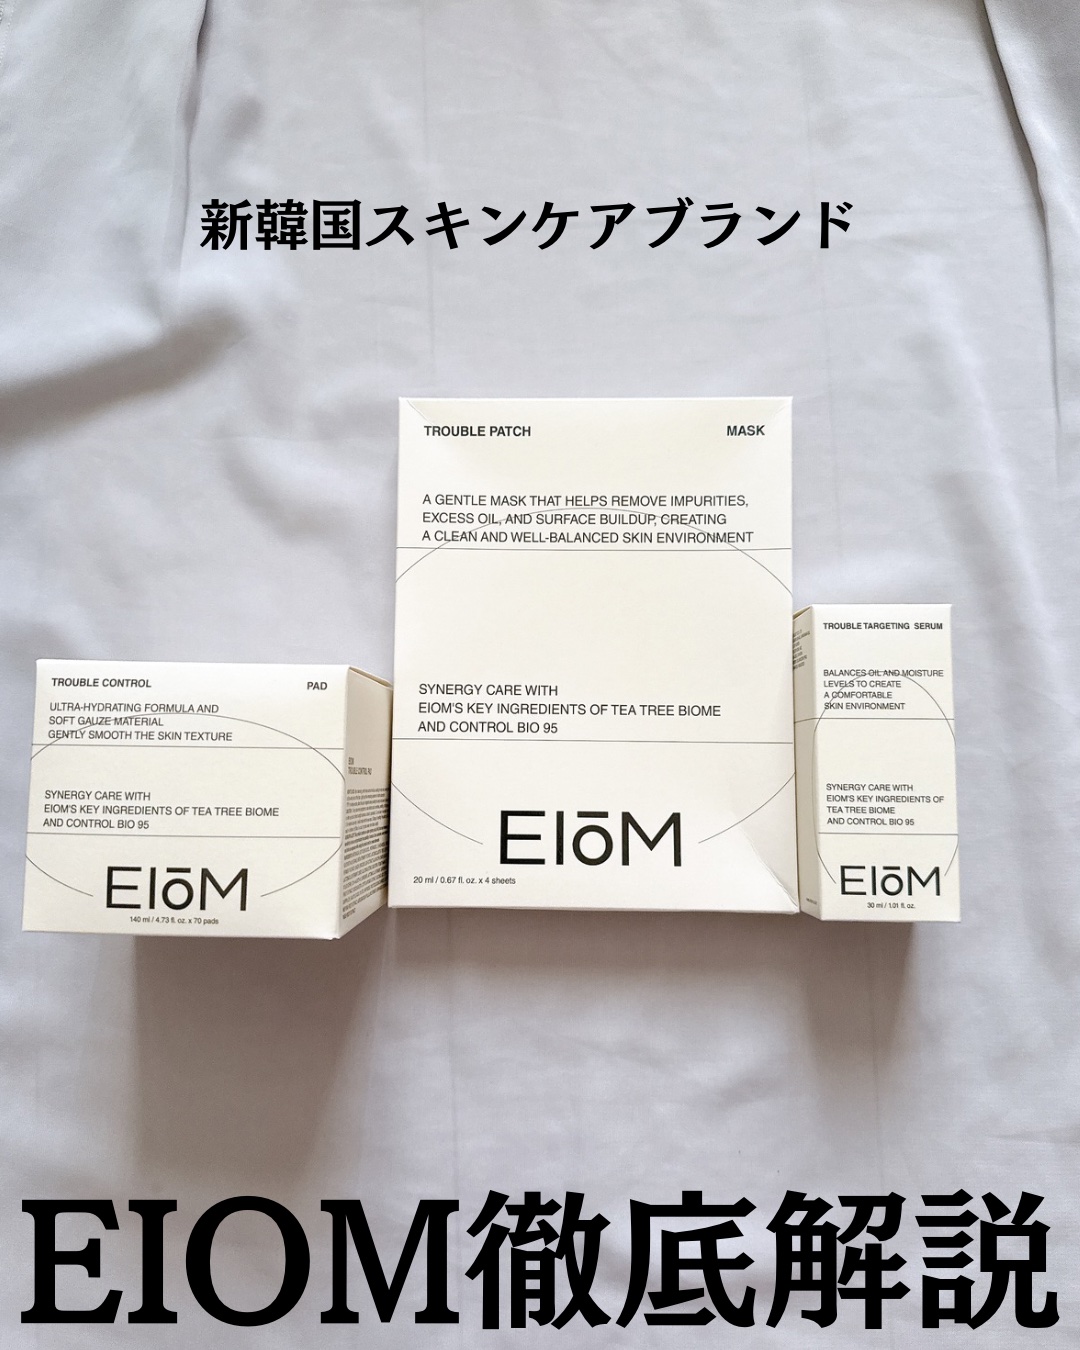 新韓国スキンケアブランド
TROUBLE PATCH
MASK
A GENTLE MASK THAT HELPS REMOVE IMPURITIES,
EXCESS OIL, AND SURFACE BUILDUP, CREATING
A CLEAN AND WELL-BALANCED SKIN ENVIRONMENT
SYNERGY CARE WITH
EIOM'S KEY INGREDIENTS OF TEA TREE BIOME
AND CONTROL BIO 95
EIōM
20 ml / 0.67 fl. oz. x 4 sheets
TROUBLE CONTROL
PAD
ULTRA-HYDRATING FORMULA AND
SOFT GAUZE MATERIAL
GENTLY SMOOTH THE SKIN TEXTURE
SYNERGY CARE WITH
EIOM'S KEY INGREDIENTS OF TEA TREE BIOME
AND CONTROL BIO 95
EIōM
140 ml / 4.73 fl. oz. x 70 pads
EIOM
TROUBLE CONTROL PAD
TROUBLE TARGETING SERUM
BALANCES OIL AND MOISTURE
LEVELS TO CREATE
A COMFORTABLE
SKIN ENVIRONMENT
SYNERGY CARE WITH
EIOM'S KEY INGREDIENTS OF
TEA TREE BIOME
AND CONTROL BIO 95
EIōM
30 ml / 1.01 fl. oz.
EIOM徹底解説